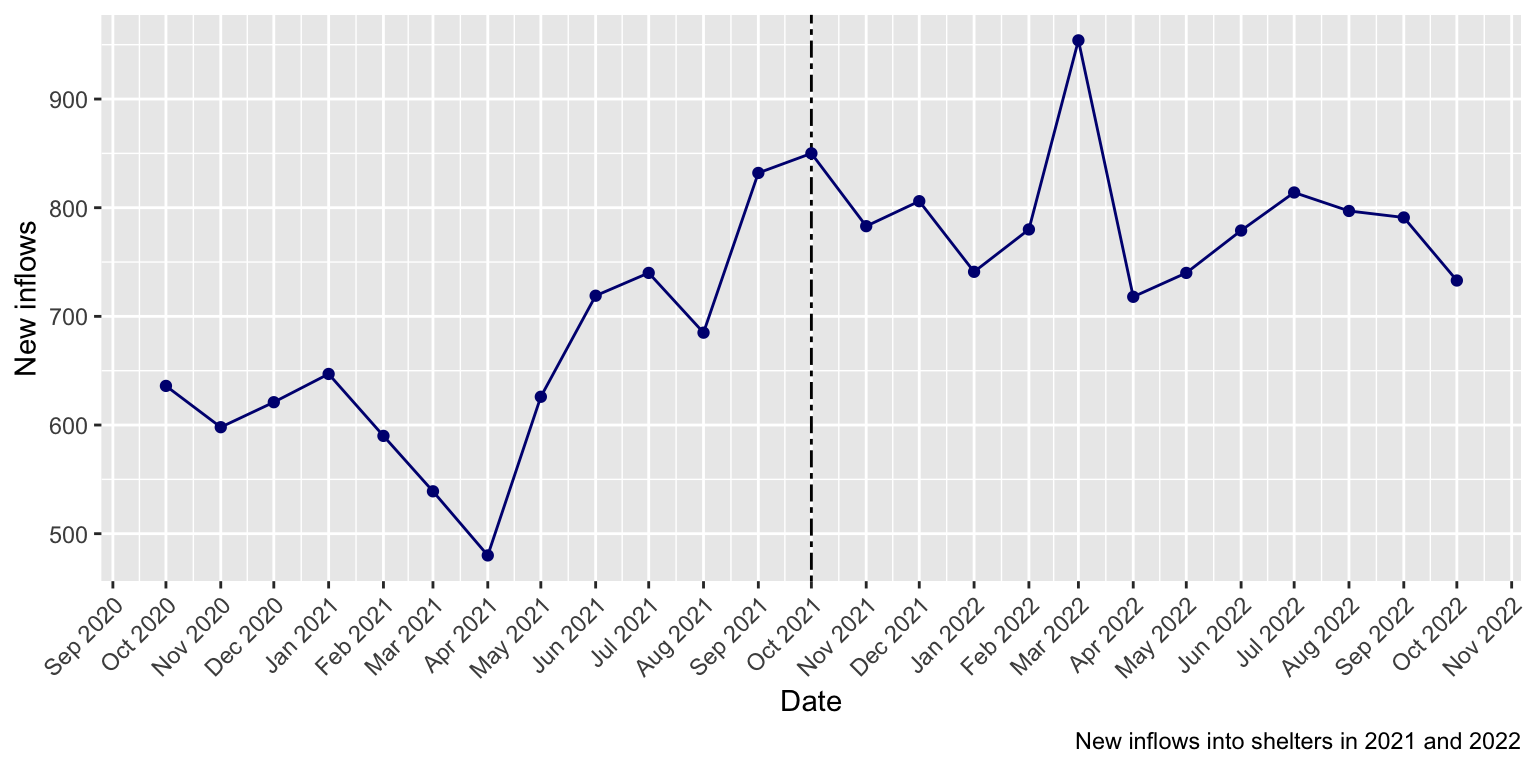 900
800
700
600
500
New inflows
Sep 2020
Oct 2020
Nov 2020
Dec 2020
Jan 2021
Feb 2021
Mar 2021
Apr 2021
May 2021
Jun 2021
Jul 2021
Aug 2021
Sep 2021
Oct 2021
Nov 2021
Dec 2021
Jan 2022
Feb 2022
Mar 2022
Apr 2022
May 2022
Jun 2022
Jul 2022
Aug 2022
Sep 2022
Oct 2022
Nov 2022
Date
New inflows into shelters in 2021 and 2022